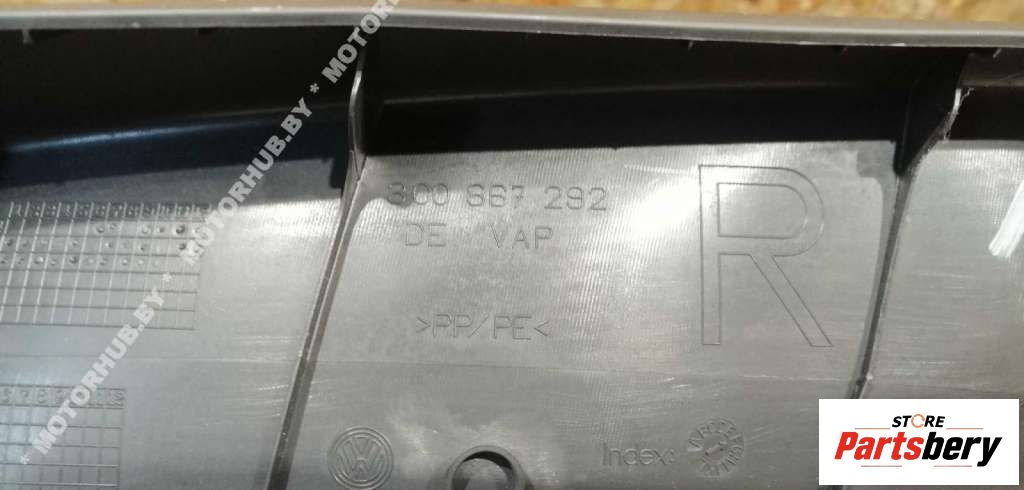 MOTORHUB.BY * MOTORHUB.BY * MOTORHUB.BY
3C0 867 292
DE VAP
R
>PP/PE<
Index:
STORE
Partsbery